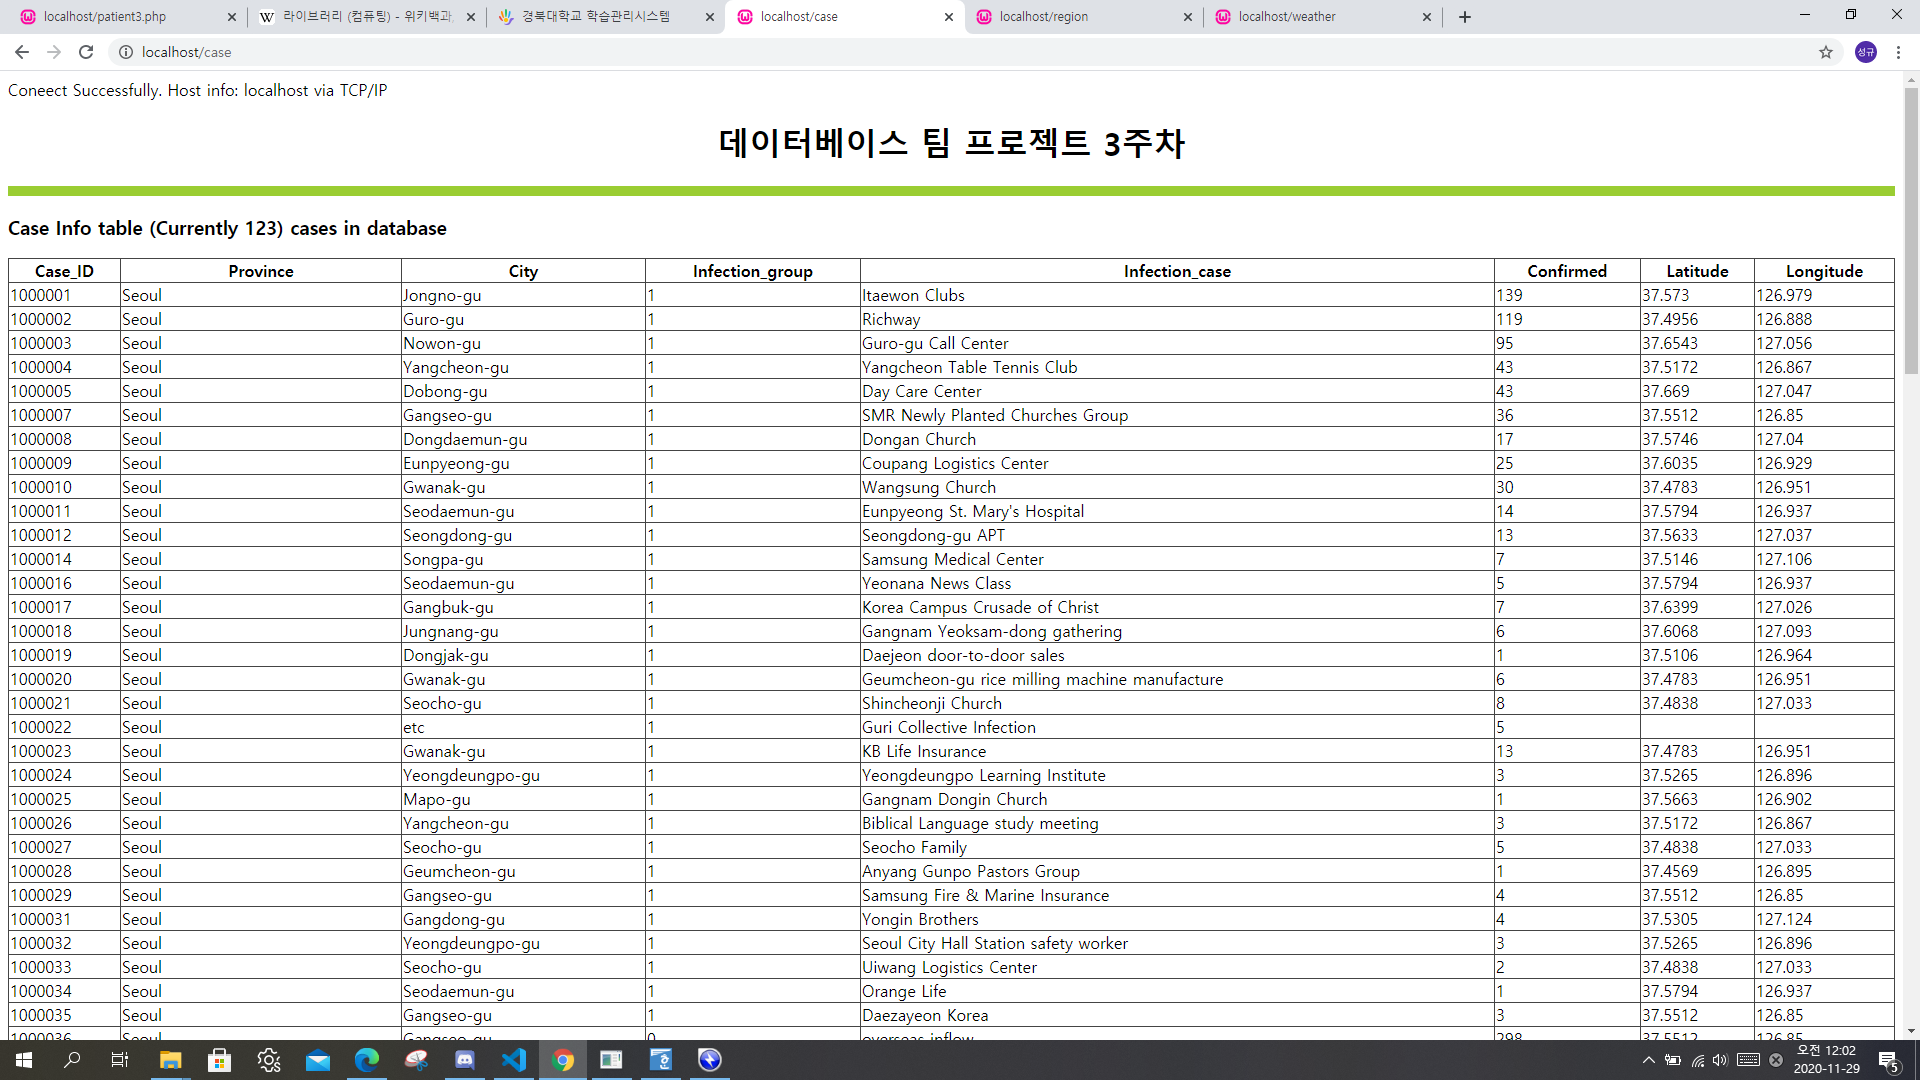 localhost/patient3.php 라이브러리 (컴퓨팅) - 위키백과, 경북대학교 학습관리시스템 localhost/case localhost/region localhost/weather
localhost/case 성규
Coneect Successfully. Host info: localhost via TCP/IP
데이터베이스 팀 프로젝트 3주차
Case Info table (Currently 123) cases in database
Case_ID Province City Infection_group Infection_case Confirmed Latitude Longitude
1000001 Seoul Jongno-gu 1 Itaewon Clubs 139 37.573 126.979
1000002 Seoul Guro-gu 1 Richway 119 37.4956 126.888
1000003 Seoul Nowon-gu 1 Guro-gu Call Center 95 37.6543 127.056
1000004 Seoul Yangcheon-gu 1 Yangcheon Table Tennis Club 43 37.5172 126.867
1000005 Seoul Dobong-gu 1 Day Care Center 43 37.669 127.047
1000007 Seoul Gangseo-gu 1 SMR Newly Planted Churches Group 36 37.5512 126.85
1000008 Seoul Dongdaemun-gu 1 Dongan Church 17 37.5746 127.04
1000009 Seoul Eunpyeong-gu 1 Coupang Logistics Center 25 37.6035 126.929
1000010 Seoul Gwanak-gu 1 Wangsung Church 30 37.4783 126.951
1000011 Seoul Seodaemun-gu 1 Eunpyeong St. Mary's Hospital 14 37.5794 126.937
1000012 Seoul Seongdong-gu 1 Seongdong-gu APT 13 37.5633 127.037
1000014 Seoul Songpa-gu 1 Samsung Medical Center 7 37.5146 127.106
1000016 Seoul Seodaemun-gu 1 Yeonana News Class 5 37.5794 126.937
1000017 Seoul Gangbuk-gu 1 Korea Campus Crusade of Christ 7 37.6399 127.026
1000018 Seoul Jungnang-gu 1 Gangnam Yeoksam-dong gathering 6 37.6068 127.093
1000019 Seoul Dongjak-gu 1 Daejeon door-to-door sales 1 37.5106 126.964
1000020 Seoul Gwanak-gu 1 Geumcheon-gu rice milling machine manufacture 6 37.4783 126.951
1000021 Seoul Seocho-gu 1 Shincheonji Church 8 37.4838 127.033
1000022 Seoul etc 1 Guri Collective Infection 5
1000023 Seoul Gwanak-gu 1 KB Life Insurance 13 37.4783 126.951
1000024 Seoul Yeongdeungpo-gu 1 Yeongdeungpo Learning Institute 3 37.5265 126.896
1000025 Seoul Mapo-gu 1 Gangnam Dongin Church 1 37.5663 126.902
1000026 Seoul Yangcheon-gu 1 Biblical Language study meeting 3 37.5172 126.867
1000027 Seoul Seocho-gu 1 Seocho Family 5 37.4838 127.033
1000028 Seoul Geumcheon-gu 1 Anyang Gunpo Pastors Group 1 37.4569 126.895
1000029 Seoul Gangseo-gu 1 Samsung Fire & Marine Insurance 4 37.5512 126.85
1000031 Seoul Gangdong-gu 1 Yongin Brothers 4 37.5305 127.124
1000032 Seoul Yeongdeungpo-gu 1 Seoul City Hall Station safety worker 3 37.5265 126.896
1000033 Seoul Seocho-gu 1 Uiwang Logistics Center 2 37.4838 127.033
1000034 Seoul Seodaemun-gu 1 Orange Life 1 37.5794 126.937
1000035 Seoul Gangseo-gu 1 Daezayeon Korea 3 37.5512 126.85
1000036 Seoul Gangseo-gu 0 overseas inflow 298 37.5512 126.85
오전 12:02
2020-11-29
5